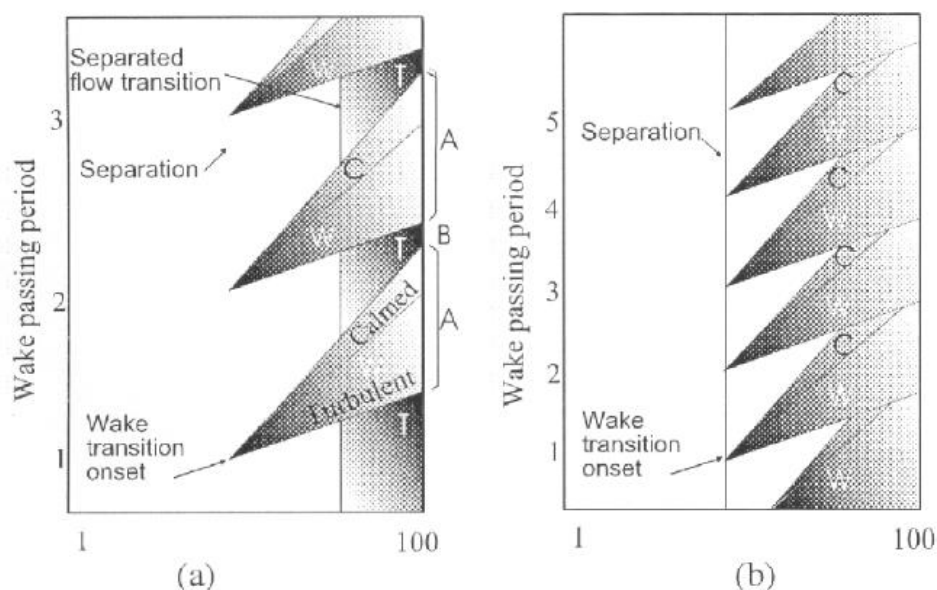 Separated
flow transition
W
T
3
A
Separation
C
W
B
T
2
Calmed
A
Turbulent
Wake
transition
onset
T
1
Wake passing period
1
100
(a)
C
5
Separation
W
C
4
W
C
3
C
2
W
Wake
transition
onset
1
W
Wake passing period
1
100
(b)